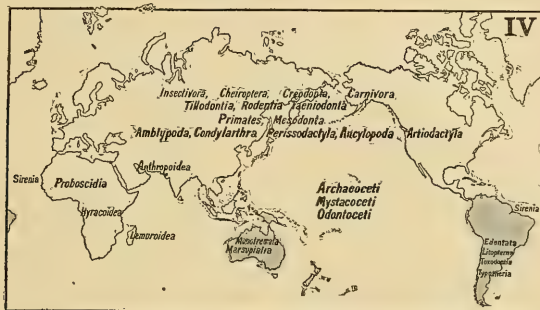 IV
Insectivora, Cheiroptera, Creodonta, Carnivora
Tillodontia, Rodentia Taeniodonta
Primates, Mesodonta
Amblypoda, Condylarthra Perissodactyla, Ancylopoda Artiodactyla
Anthropoidea
Sirenia Proboscidia
Archaeoceti
Mystacoceti
Odontoceti
Hyracoidea
Sirenia
Lemuroidea
Monotremata
Marsupialia
Edentata
Litopterna
Toxodontia
Typotheria